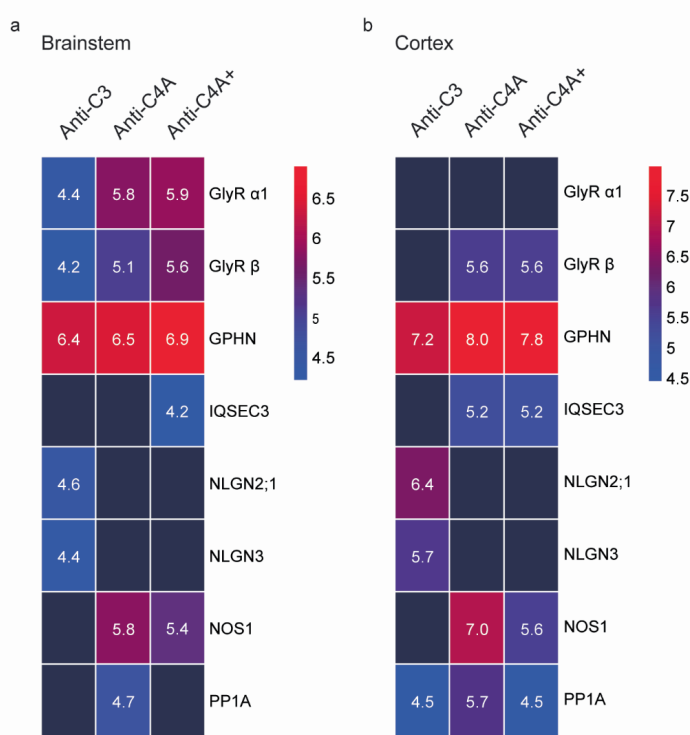 a
Brainstem
Anti-C3
Anti-C4A
Anti-C4A+
4.4 5.8 5.9 GlyR α1
4.2 5.1 5.6 GlyR β
6.4 6.5 6.9 GPHN
4.2 IQSEC3
4.6 NLGN2;1
4.4 NLGN3
5.8 5.4 NOS1
4.7 PP1A
6.5
6
5.5
5
4.5
b
Cortex
Anti-C3
Anti-C4A
Anti-C4A+
GlyR α1
5.6 5.6 GlyR β
7.2 8.0 7.8 GPHN
5.2 5.2 IQSEC3
6.4 NLGN2;1
5.7 NLGN3
7.0 5.6 NOS1
4.5 5.7 4.5 PP1A
7.5
7
6.5
6
5.5
5
4.5